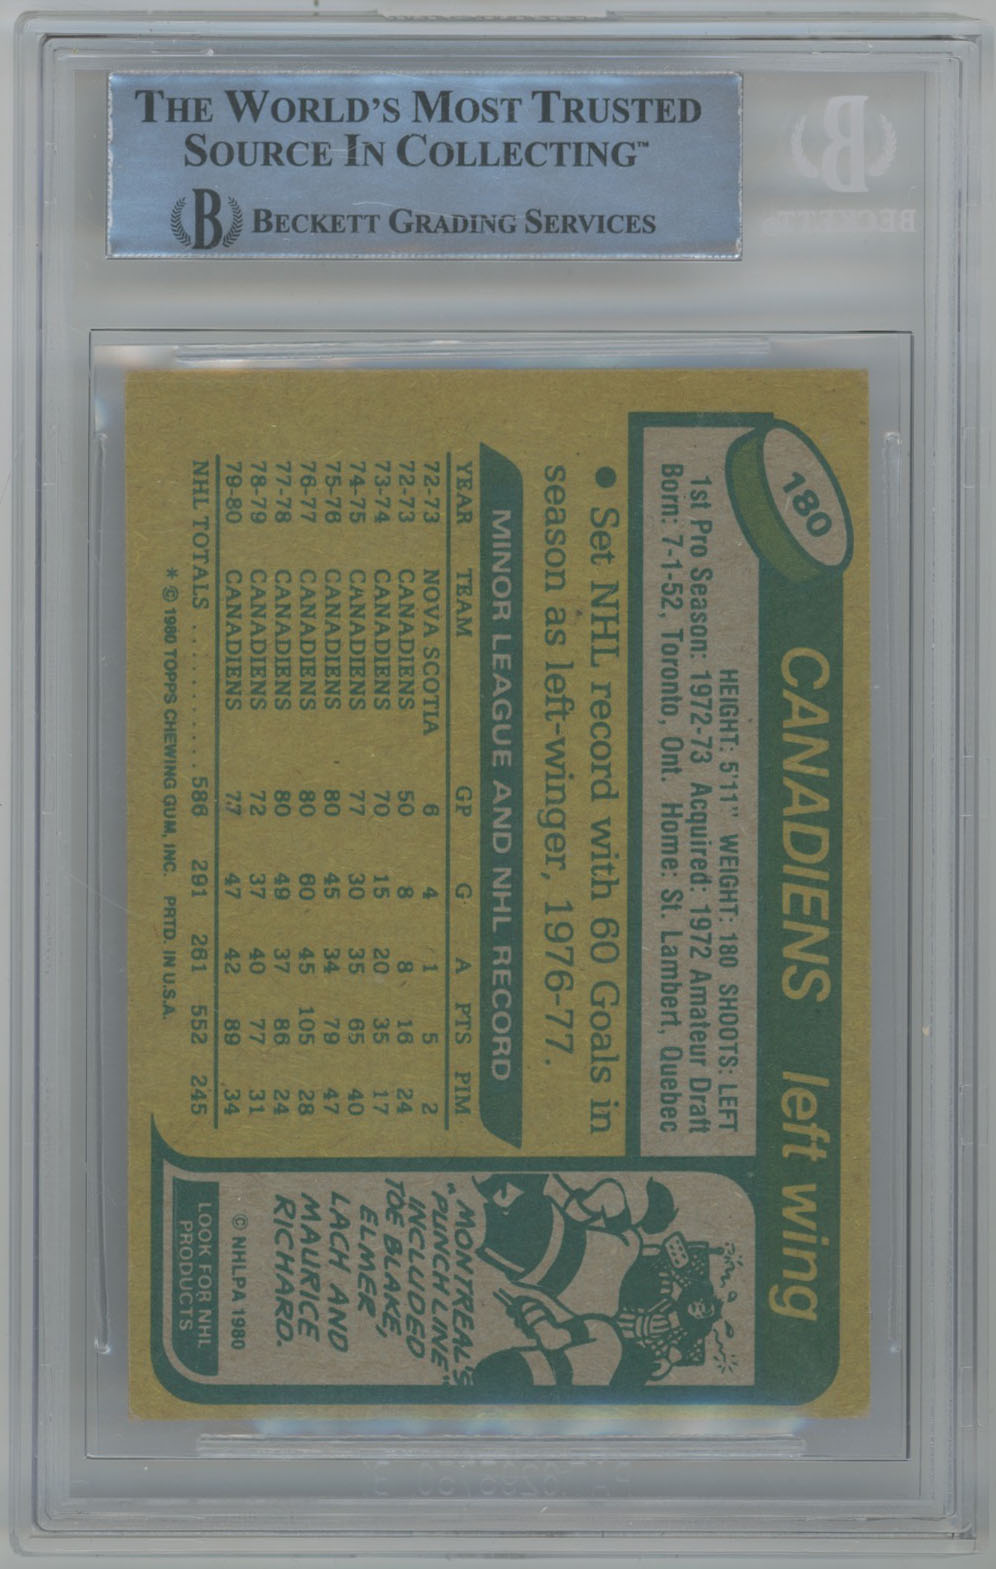 THE WORLD'S MOST TRUSTED
SOURCE IN COLLECTING™
B BECKETT GRADING SERVICES
B
BECKETT
180
CANADIENS left wing
HEIGHT: 5'11" WEIGHT: 180 SHOOTS: LEFT
1st Pro Season: 1972-73 Acquired: 1972 Amateur Draft
Born: 7-1-52, Toronto, Ont. Home: St. Lambert, Quebec
● Set NHL record with 60 Goals in
season as left-winger, 1976-77.
MINOR LEAGUE AND NHL RECORD
YEAR TEAM GP G A PTS PIM
72-73 NOVA SCOTIA 6 4 1 5 2
72-73 CANADIENS 50 8 8 16 24
73-74 CANADIENS 70 15 20 35 17
74-75 CANADIENS 77 30 35 65 40
75-76 CANADIENS 80 45 34 79 47
76-77 CANADIENS 80 60 45 105 28
77-78 CANADIENS 80 49 37 86 24
78-79 CANADIENS 72 37 40 77 31
79-80 CANADIENS 77 47 42 89 34
NHL TOTALS .......... 586 291 261 552 245
* © 1980 TOPPS CHEWING GUM, INC. PRTD. IN U.S.A.
"MONTREAL'S
"PUNCH LINE"
INCLUDED
TOE BLAKE,
ELMER
LACH AND
MAURICE
RICHARD.
© NHLPA 1980
LOOK FOR NHL
PRODUCTS